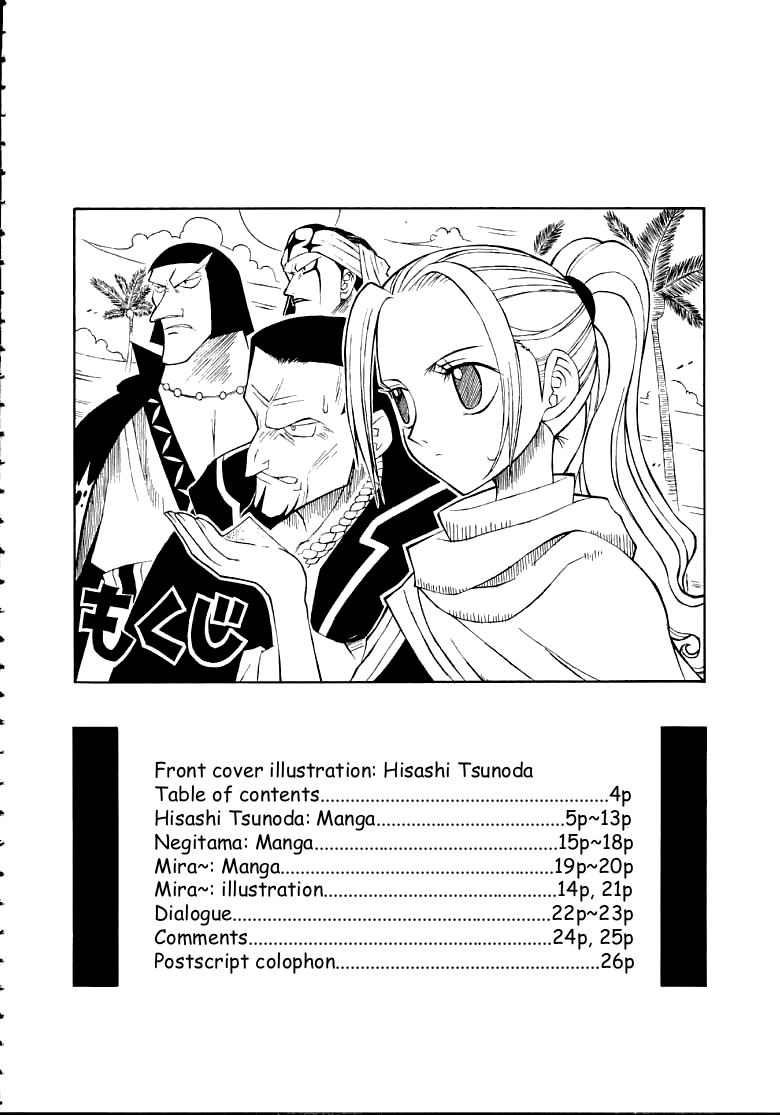 もくじ
Front cover illustration: Hisashi Tsunoda
Table of contents..........................................................4p
Hisashi Tsunoda: Manga......................................5p~13p
Negitama: Manga.................................................15p~18p
Mira~: Manga.......................................................19p~20p
Mira~: illustration...............................................14p, 21p
Dialogue................................................................22p~23p
Comments.............................................................24p, 25p
Postscript colophon.....................................................26p